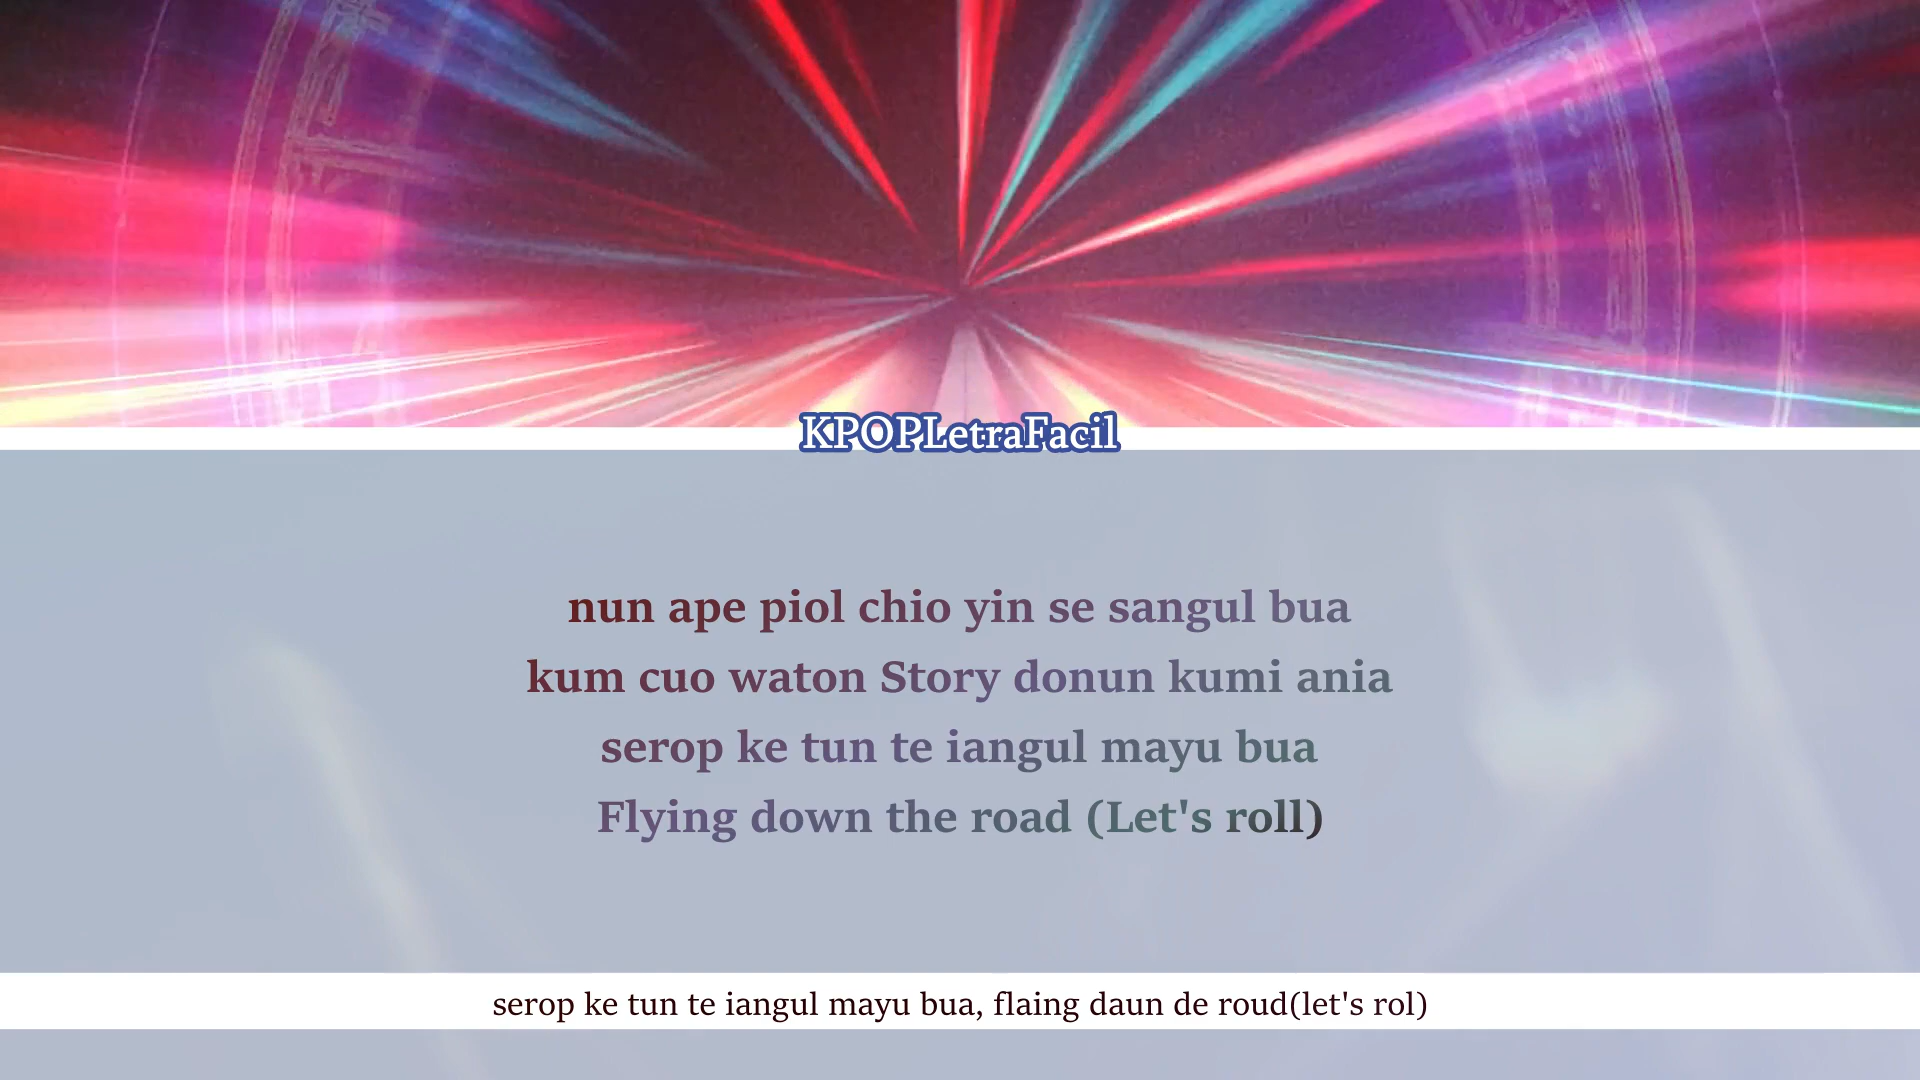 KPOPLetraFacil
nun ape piol chio yin se sangul bua
kum cuo waton Story donun kumi ania
serop ke tun te iangul mayu bua
Flying down the road (Let's roll)
serop ke tun te iangul mayu bua, flaing daun de roud(let's rol)